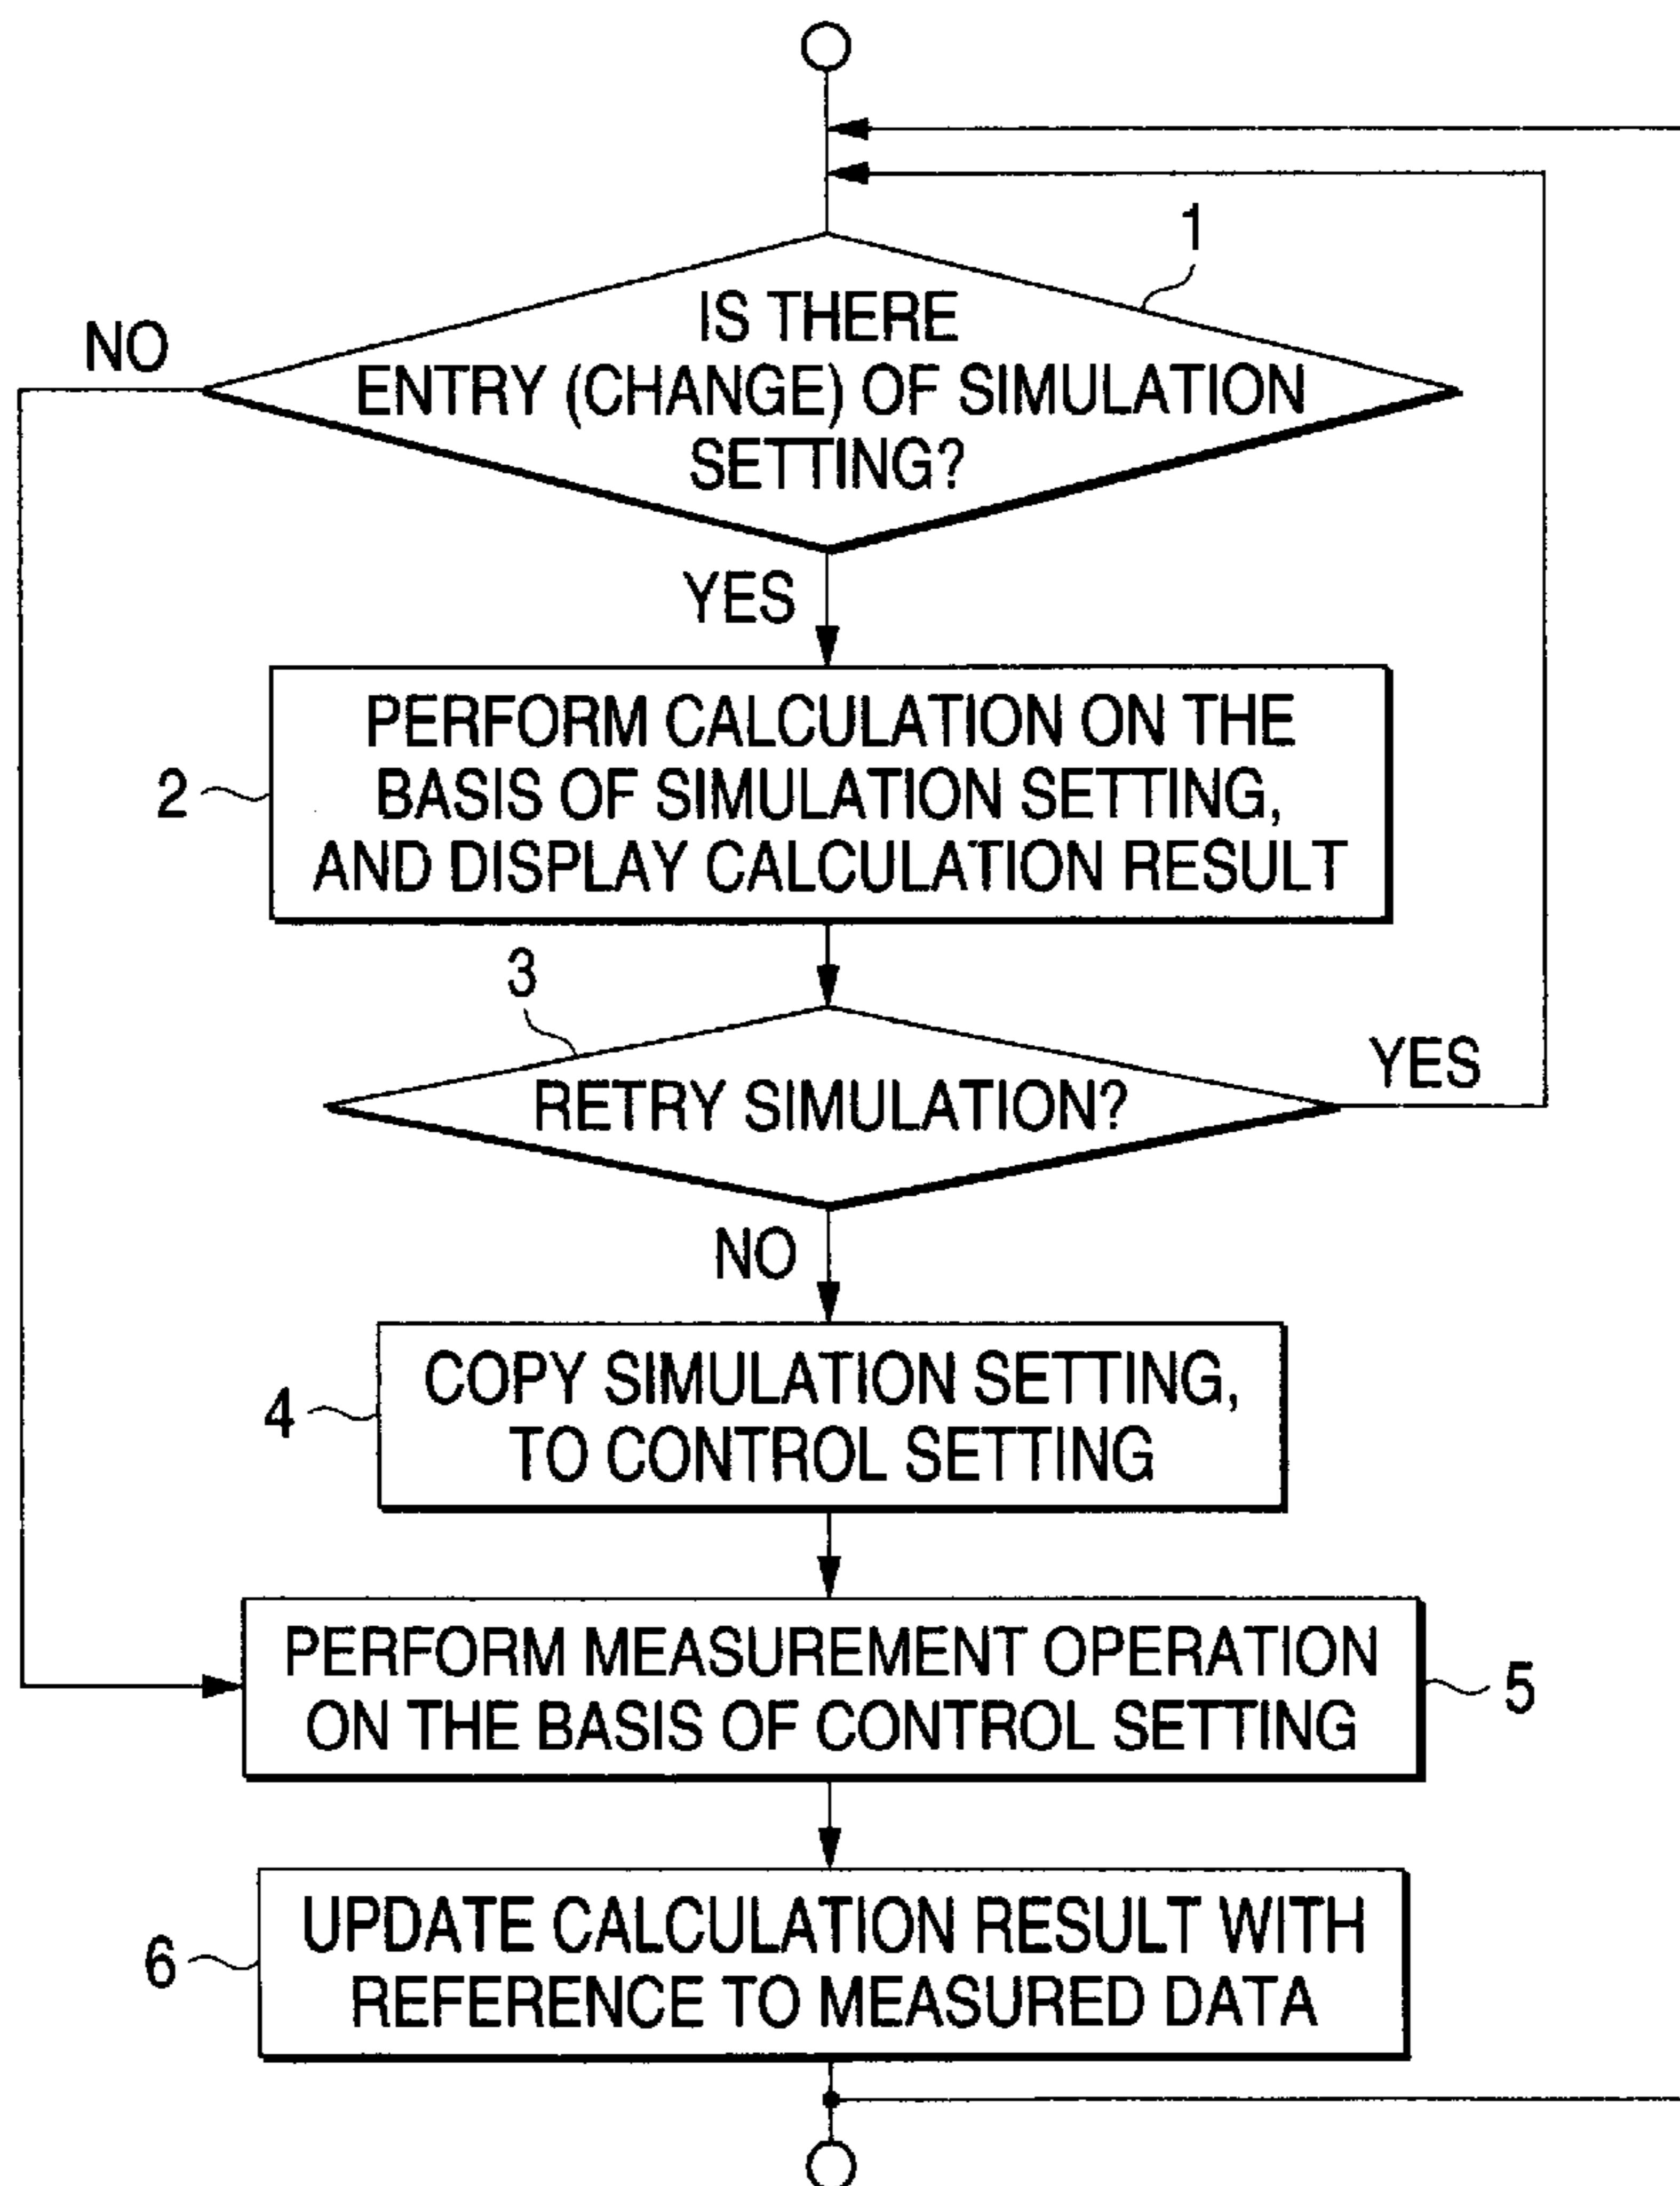 1
IS THERE
NO
ENTRY (CHANGE) OF SIMULATION
SETTING?
YES
PERFORM CALCULATION ON THE
2
BASIS OF SIMULATION SETTING,
AND DISPLAY CALCULATION RESULT
3
YES
RETRY SIMULATION?
NO
COPY SIMULATION SETTING,
4
TO CONTROL SETTING
PERFORM MEASUREMENT OPERATION
5
ON THE BASIS OF CONTROL SETTING
UPDATE CALCULATION RESULT WITH
6
REFERENCE TO MEASURED DATA